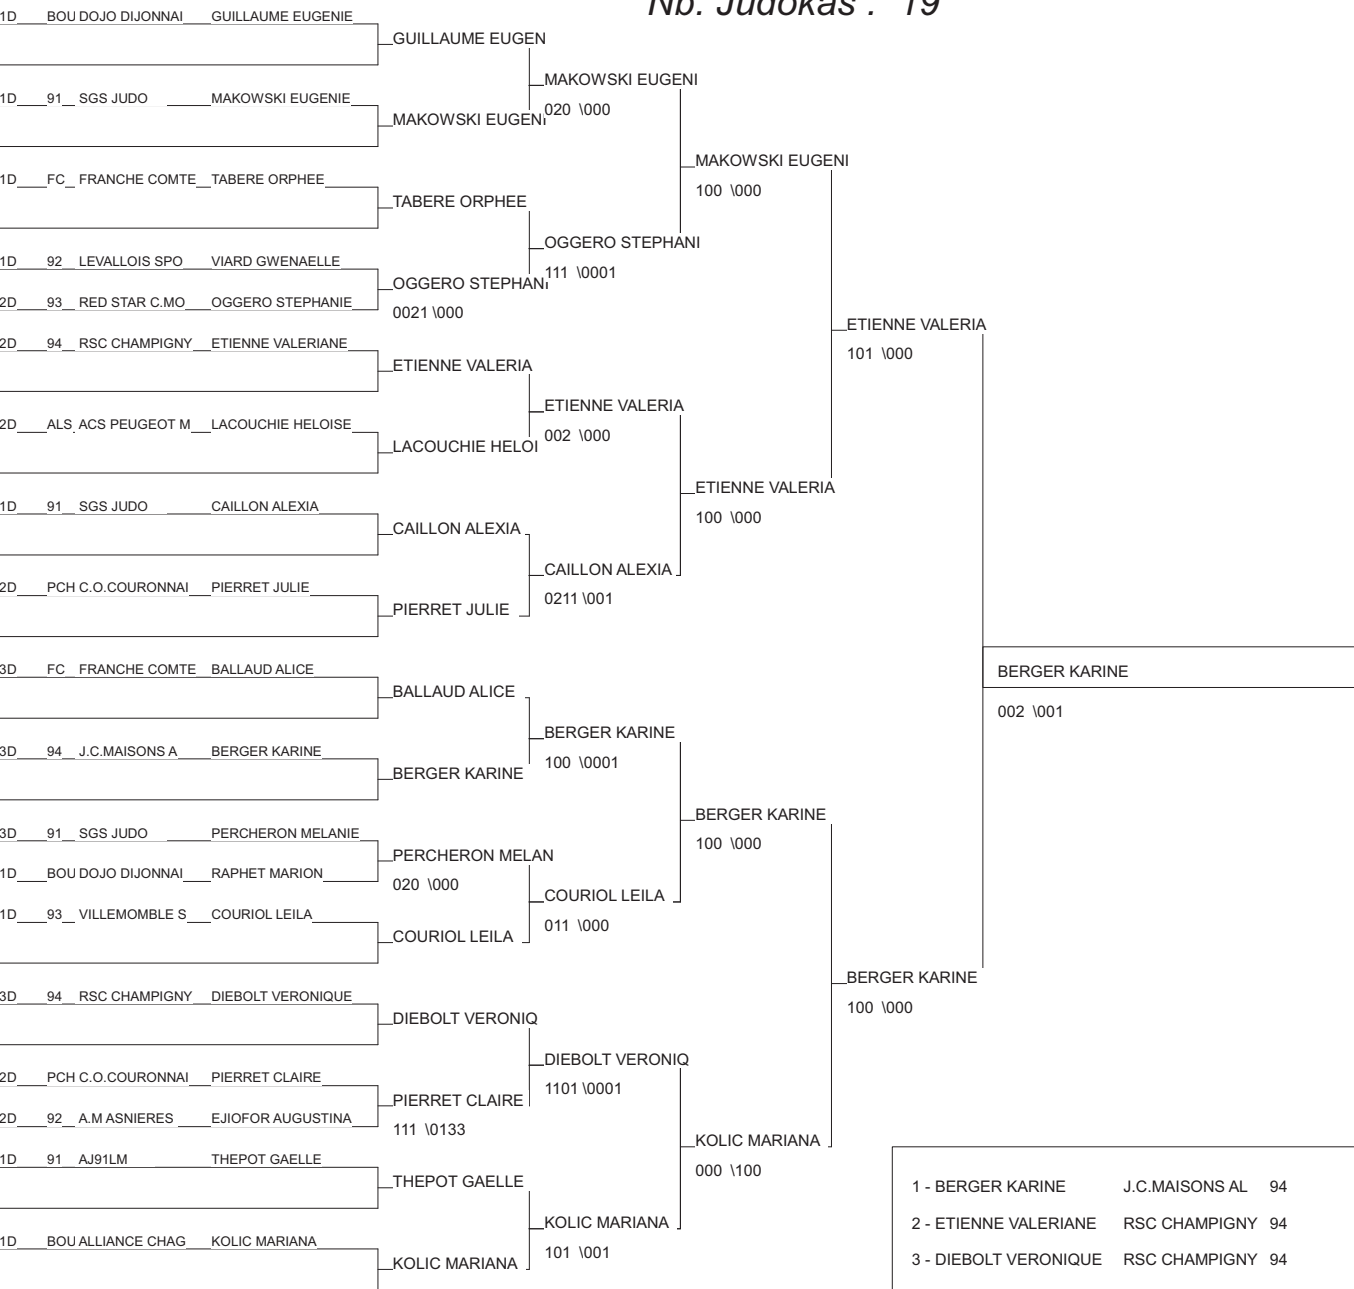 Nb. Judokas : 19
1D BOU DOJO DIJONNAI GUILLAUME EUGENIE
GUILLAUME EUGEN
MAKOWSKI EUGENI
020 \000
1D 91 SGS JUDO MAKOWSKI EUGENIE
MAKOWSKI EUGENI
MAKOWSKI EUGENI
100 \000
1D FC FRANCHE COMTE TABERE ORPHEE
TABERE ORPHEE
OGGERO STEPHANI
111 \0001
1D 92 LEVALLOIS SPO VIARD GWENAELLE
OGGERO STEPHANI
0021 \000
2D 93 RED STAR C.MO OGGERO STEPHANIE
ETIENNE VALERIA
101 \000
2D 94 RSC CHAMPIGNY ETIENNE VALERIANE
ETIENNE VALERIA
ETIENNE VALERIA
002 \000
2D ALS ACS PEUGEOT M LACOUCHIE HELOISE
LACOUCHIE HELOI
ETIENNE VALERIA
100 \000
1D 91 SGS JUDO CAILLON ALEXIA
CAILLON ALEXIA
CAILLON ALEXIA
0211 \001
2D PCH C.O.COURONNAI PIERRET JULIE
PIERRET JULIE
BERGER KARINE
002 \001
3D FC FRANCHE COMTE BALLAUD ALICE
BALLAUD ALICE
BERGER KARINE
100 \0001
3D 94 J.C.MAISONS A BERGER KARINE
BERGER KARINE
BERGER KARINE
100 \000
3D 91 SGS JUDO PERCHERON MELANIE
PERCHERON MELAN
020 \000
1D BOU DOJO DIJONNAI RAPHET MARION
COURIOL LEILA
011 \000
1D 93 VILLEMOMBLE S COURIOL LEILA
COURIOL LEILA
BERGER KARINE
100 \000
3D 94 RSC CHAMPIGNY DIEBOLT VERONIQUE
DIEBOLT VERONIQ
DIEBOLT VERONIQ
1101 \0001
2D PCH C.O.COURONNAI PIERRET CLAIRE
PIERRET CLAIRE
111 \0133
2D 92 A.M ASNIERES EJIOFOR AUGUSTINA
KOLIC MARIANA
000 \100
1D 91 AJ91LM THEPOT GAELLE
THEPOT GAELLE
KOLIC MARIANA
101 \001
1D BOU ALLIANCE CHAG KOLIC MARIANA
KOLIC MARIANA
1 - BERGER KARINE J.C.MAISONS AL 94
2 - ETIENNE VALERIANE RSC CHAMPIGNY 94
3 - DIEBOLT VERONIQUE RSC CHAMPIGNY 94